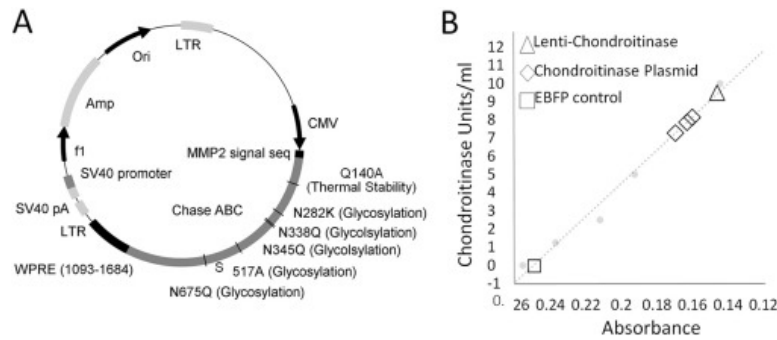 A
LTR
Ori
Amp
CMV
f1
MMP2 signal seq
SV40 promoter
Q140A
(Thermal Stability)
Chase ABC
N282K (Glycosylation)
SV40 pA
N338Q (Glycolsylation)
LTR
N345Q (Glycosylation)
S
517A (Glycosylation)
WPRE (1093-1684)
N675Q (Glycosylation)
B
Chondroitinase Units/ml
12
11
10
9
8
7
6
5
4
3
2
1
0
-1
Lenti-Chondroitinase
Chondroitinase Plasmid
EBFP control
0.
26 0.24 0.22 0.2 0.18 0.16 0.14 0.12
Absorbance